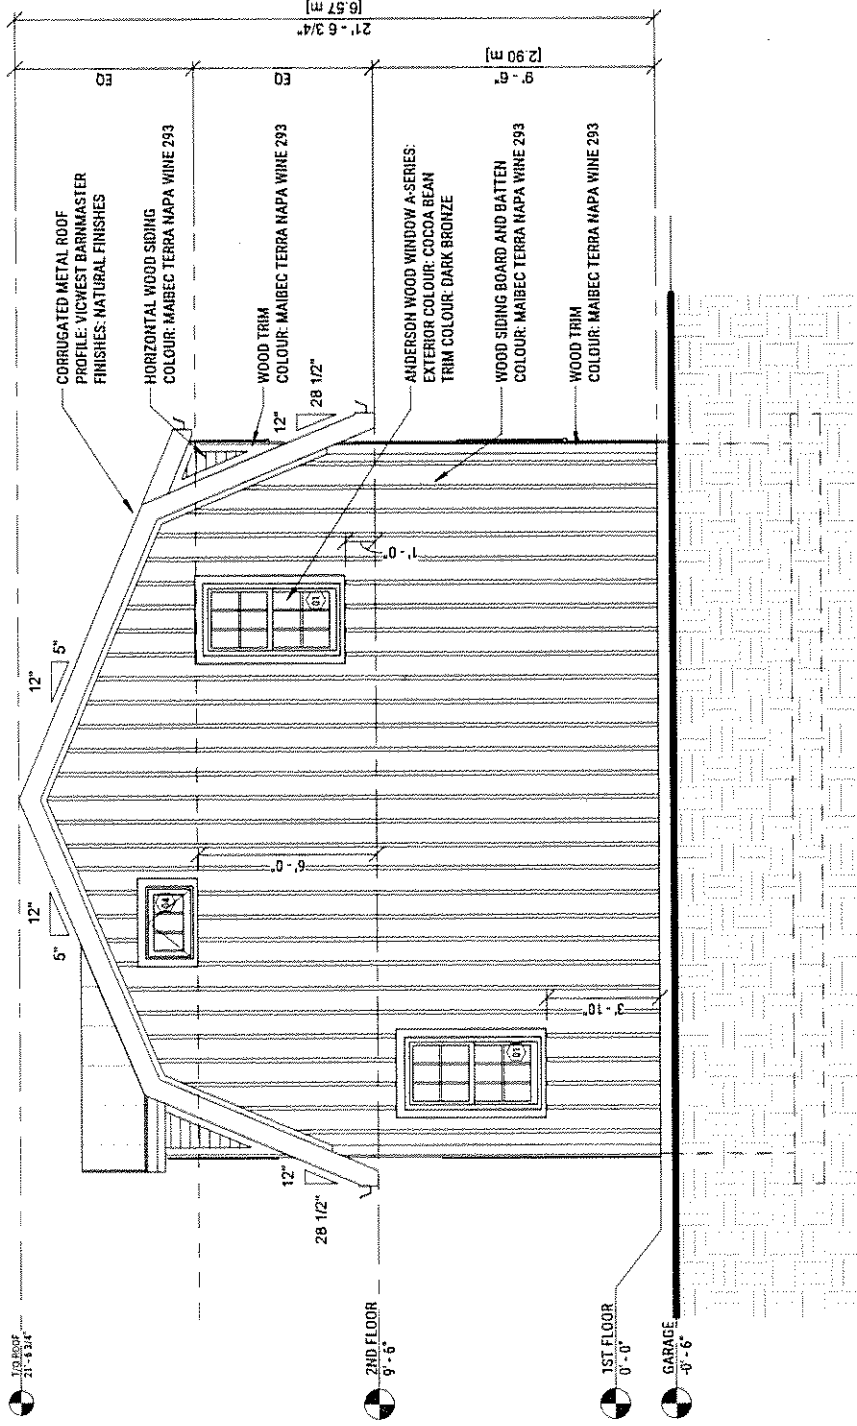 T/O ROOF
21' - 6 3/4"
2ND FLOOR
9' - 6"
1ST FLOOR
0' - 0"
GARAGE
-0' - 6"
12"
5"
12"
5"
12"
28 1/2"
12"
28 1/2"
04
01
01
6' - 0"
3' - 10"
1' - 0"
CORRUGATED METAL ROOF
PROFILE: VICWEST BARNMASTER
FINISHES: NATURAL FINISHES
HORIZONTAL WOOD SIDING
COLOUR: MAIBEC TERRA NAPA WINE 293
WOOD TRIM
COLOUR: MAIBEC TERRA NAPA WINE 293
ANDERSON WOOD WINDOW A-SERIES:
EXTERIOR COLOUR: COCOA BEAN
TRIM COLOUR: DARK BRONZE
WOOD SIDING BOARD AND BATTEN
COLOUR: MAIBEC TERRA NAPA WINE 293
WOOD TRIM
COLOUR: MAIBEC TERRA NAPA WINE 293
EQ
EQ
9' - 6"
[2.90 m]
21' - 6 3/4"
[6.57 m]